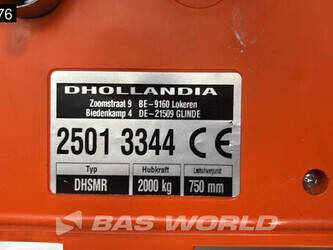 76
DHOLLANDIA
Zoomstraat 9 BE-9160 Lokeren
Biedenkamp 4 DE-21509 GLINDE
2501 3344 CE
Typ Hubkraft Lastschwerpunkt
DHSMR 2000 kg 750 mm
BAS WORLD